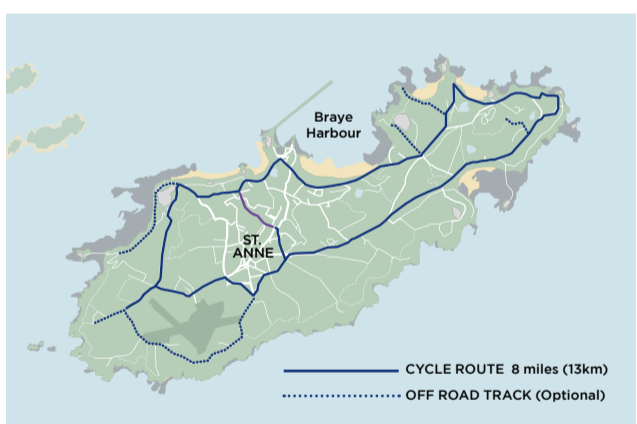 Braye
Harbour
ST.
ANNE
CYCLE ROUTE 8 miles (13km)
OFF ROAD TRACK (Optional)